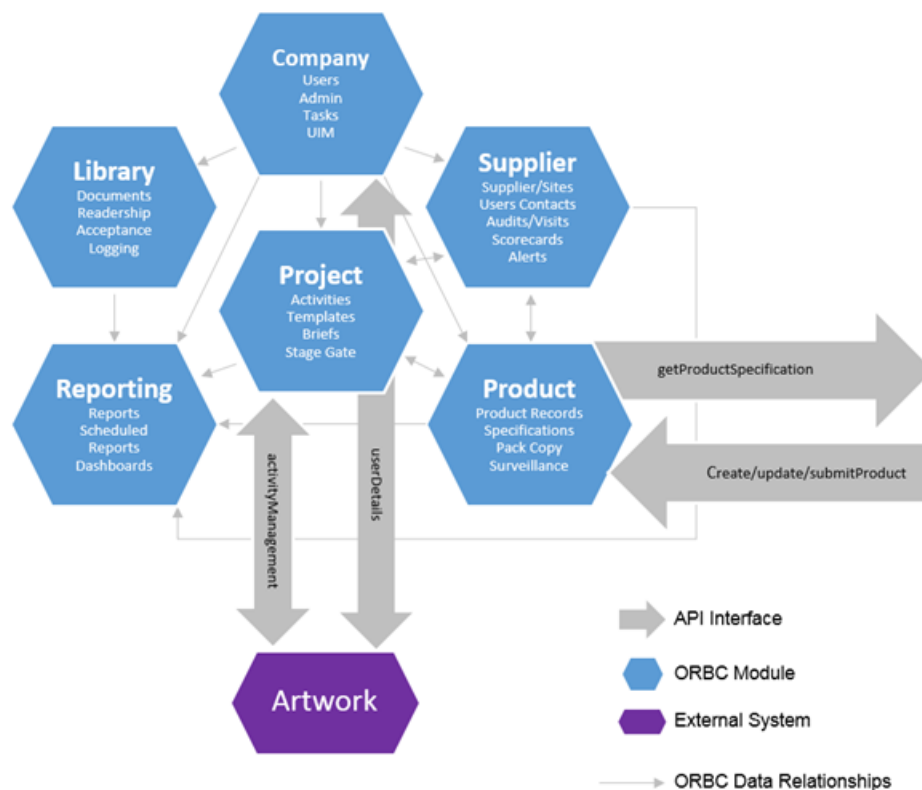 Company
Users
Admin
Tasks
UIM
Library
Documents
Readership
Acceptance
Logging
Supplier
Supplier/Sites
Users Contacts
Audits/Visits
Scorecards
Alerts
Project
Activities
Templates
Briefs
Stage Gate
Reporting
Reports
Scheduled
Reports
Dashboards
Product
Product Records
Specifications
Pack Copy
Surveillance
getProductSpecification
Create/update/submitProduct
activityManagement
userDetails
Artwork
API Interface
ORBC Module
External System
ORBC Data Relationships